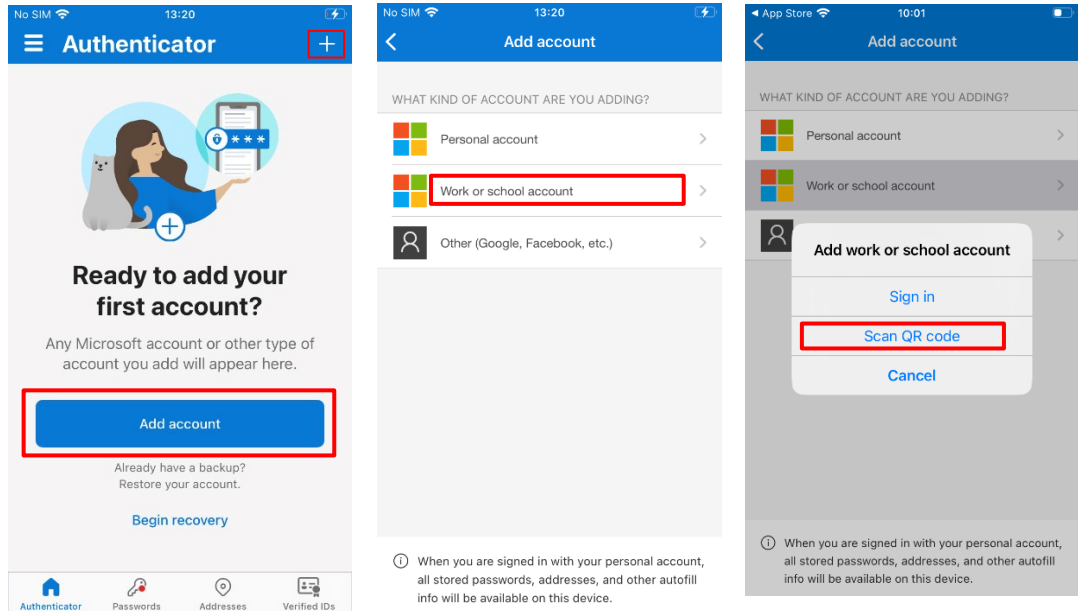 No SIM 13:20
Authenticator
* * *
Ready to add your
first account?
Any Microsoft account or other type of
account you add will appear here.
Add account
Already have a backup?
Restore your account.
Begin recovery
Authenticator Passwords Addresses Verified IDs
No SIM 13:20
Add account
WHAT KIND OF ACCOUNT ARE YOU ADDING?
Personal account
Work or school account
Other (Google, Facebook, etc.)
When you are signed in with your personal account,
all stored passwords, addresses, and other autofill
info will be available on this device.
App Store 10:01
Add account
WHAT KIND OF ACCOUNT ARE YOU ADDING?
Personal account
Work or school account
Add work or school account
Sign in
Scan QR code
Cancel
When you are signed in with your personal account,
all stored passwords, addresses, and other autofill
info will be available on this device.